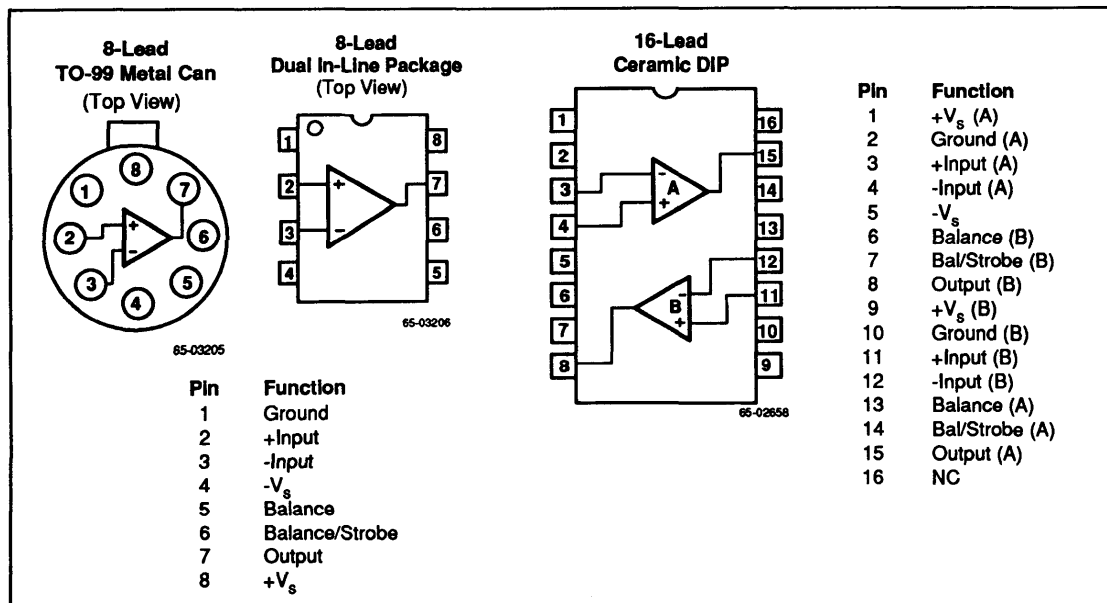 8-Lead
TO-99 Metal Can
(Top View)
8
1
7
+
2
6
−
3
5
4
65-03205
8-Lead
Dual In-Line Package
(Top View)
1
8
2
+
7
3
−
6
4
5
65-03206
Pin Function
1 Ground
2 +Input
3 -Input
4 -Vs
5 Balance
6 Balance/Strobe
7 Output
8 +Vs
16-Lead
Ceramic DIP
1
16
2
15
3
-
A
14
4
+
13
5
12
6
-
11
7
B
+
10
8
9
65-02658
Pin Function
1 +Vs (A)
2 Ground (A)
3 +Input (A)
4 -Input (A)
5 -Vs
6 Balance (B)
7 Bal/Strobe (B)
8 Output (B)
9 +Vs (B)
10 Ground (B)
11 +Input (B)
12 -Input (B)
13 Balance (A)
14 Bal/Strobe (A)
15 Output (A)
16 NC